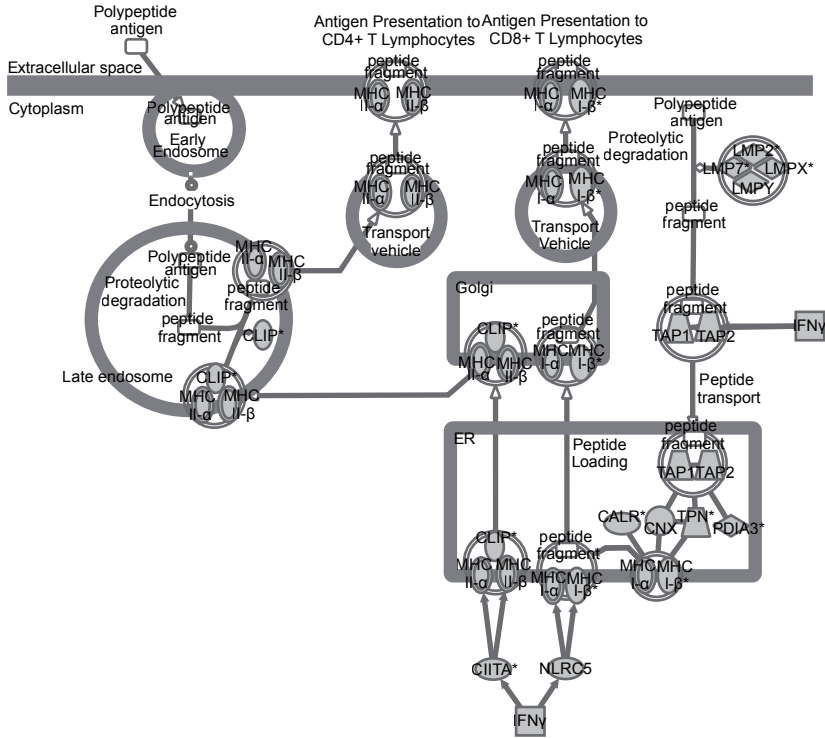 Polypeptide
antigen
Antigen Presentation to
CD4+ T Lymphocytes
Antigen Presentation to
CD8+ T Lymphocytes
Extracellular space
Cytoplasm
peptide
fragment
MHC
II-α
MHC
II-β
peptide
fragment
MHC
I-α
MHC
I-β*
Polypeptide
antigen
Early
Endosome
Endocytosis
peptide
fragment
MHC
II-α
MHC
II-β
Transport
vehicle
peptide
fragment
MHC
I-α
MHC
I-β*
Transport
Vehicle
Polypeptide
antigen
Proteolytic
degradation
LMP2*
LMP7*
LMPX*
LMPY
peptide
fragment
Polypeptide
antigen
Proteolytic
degradation
peptide
fragment
MHC
II-α
MHC
II-β
peptide
fragment
CLIP*
Late endosome
CLIP*
MHC
II-α
MHC
II-β
Golgi
CLIP*
MHC
II-α
MHC
II-β
peptide
fragment
MHC
I-α
MHC
I-β*
peptide
fragment
TAP1
TAP2
IFNγ
Peptide
transport
ER
Peptide
Loading
peptide
fragment
TAP1
TAP2
CALR*
CNX
TPN*
PDIA3*
CLIP*
MHC
II-α
MHC
II-β
peptide
fragment
MHC
I-α
MHC
I-β*
MHC
I-α
MHC
I-β*
CIITA*
NLRC5
IFNγ